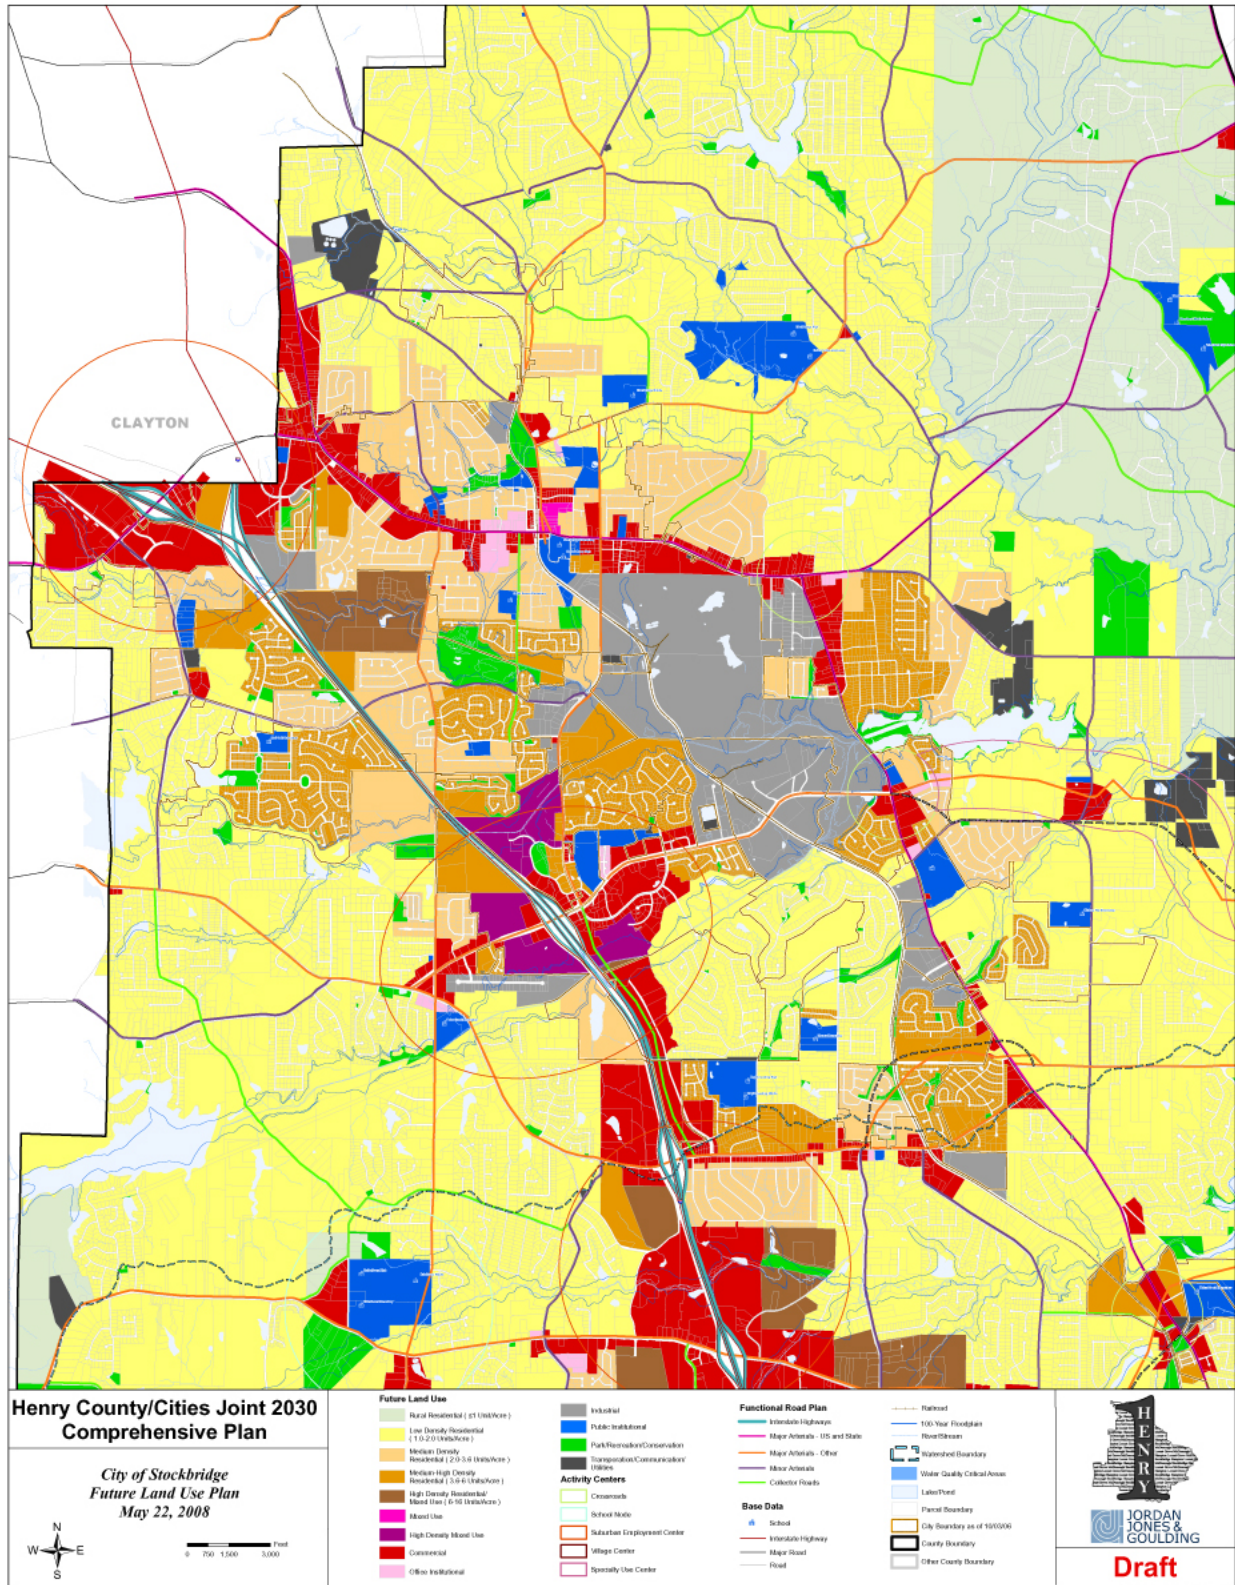 CLAYTON
Henry County/Cities Joint 2030
Comprehensive Plan
City of Stockbridge
Future Land Use Plan
May 22, 2008
N
W
E
S
0 750 1,500 3,000 Feet
Future Land Use
Rural Residential ( ≤1 Unit/Acre )
Low Density Residential
( 1.0-2.0 Units/Acre )
Medium Density
Residential ( 2.0-3.6 Units/Acre )
Medium-High Density
Residential ( 3.6-6 Units/Acre )
High Density Residential/
Mixed Use ( 6-16 Units/Acre )
Mixed Use
High Density Mixed Use
Commercial
Office Institutional
Industrial
Public Institutional
Park/Recreation/Conservation
Transporation/Communication/
Utilities
Activity Centers
Crossroads
School Node
Suburban Employment Center
Village Center
Specialty Use Center
Functional Road Plan
Interstate Highways
Major Arterials - US and State
Major Arterials - Other
Minor Arterials
Collector Roads
Base Data
School
Interstate Highway
Major Road
Road
Railroad
100-Year Floodplain
River/Stream
Watershed Boundary
Water Quality Critical Areas
Lake/Pond
Parcel Boundary
City Boundary as of 10/03/06
County Boundary
Other County Boundary
HENRY
JORDAN
JONES &
GOULDING
Draft